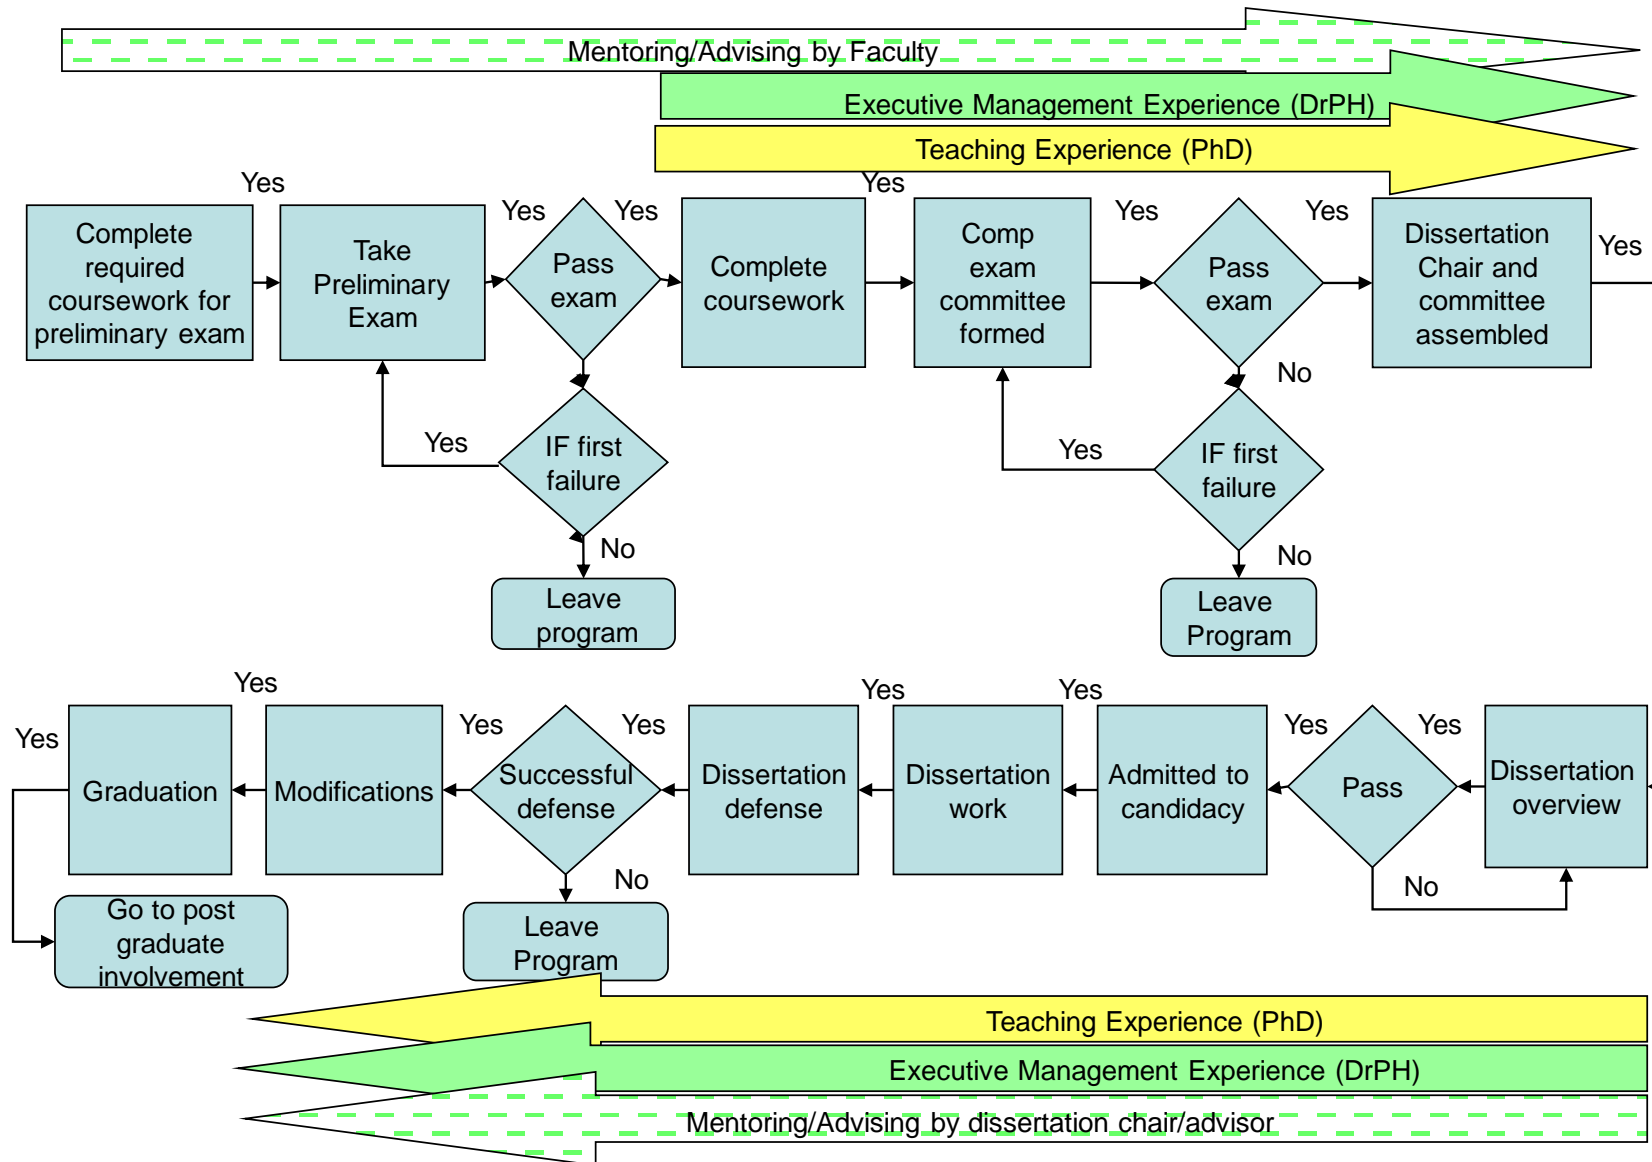 Mentoring/Advising by Faculty
Executive Management Experience (DrPH)
Teaching Experience (PhD)
Yes
Yes
Yes
Yes
Yes
Yes
Yes
Complete
required
coursework for
preliminary exam
Take
Preliminary
Exam
Pass
exam
Complete
coursework
Comp
exam
committee
formed
Pass
exam
Dissertation
Chair and
committee
assembled
No
Yes
IF first
failure
Yes
IF first
failure
No
No
Leave
program
Leave
Program
Yes
Yes
Yes
Yes
Yes
Yes
Yes
Yes
Graduation
Modifications
Successful
defense
Dissertation
defense
Dissertation
work
Admitted to
candidacy
Pass
Dissertation
overview
No
No
Go to post
graduate
involvement
Leave
Program
Teaching Experience (PhD)
Executive Management Experience (DrPH)
Mentoring/Advising by dissertation chair/advisor